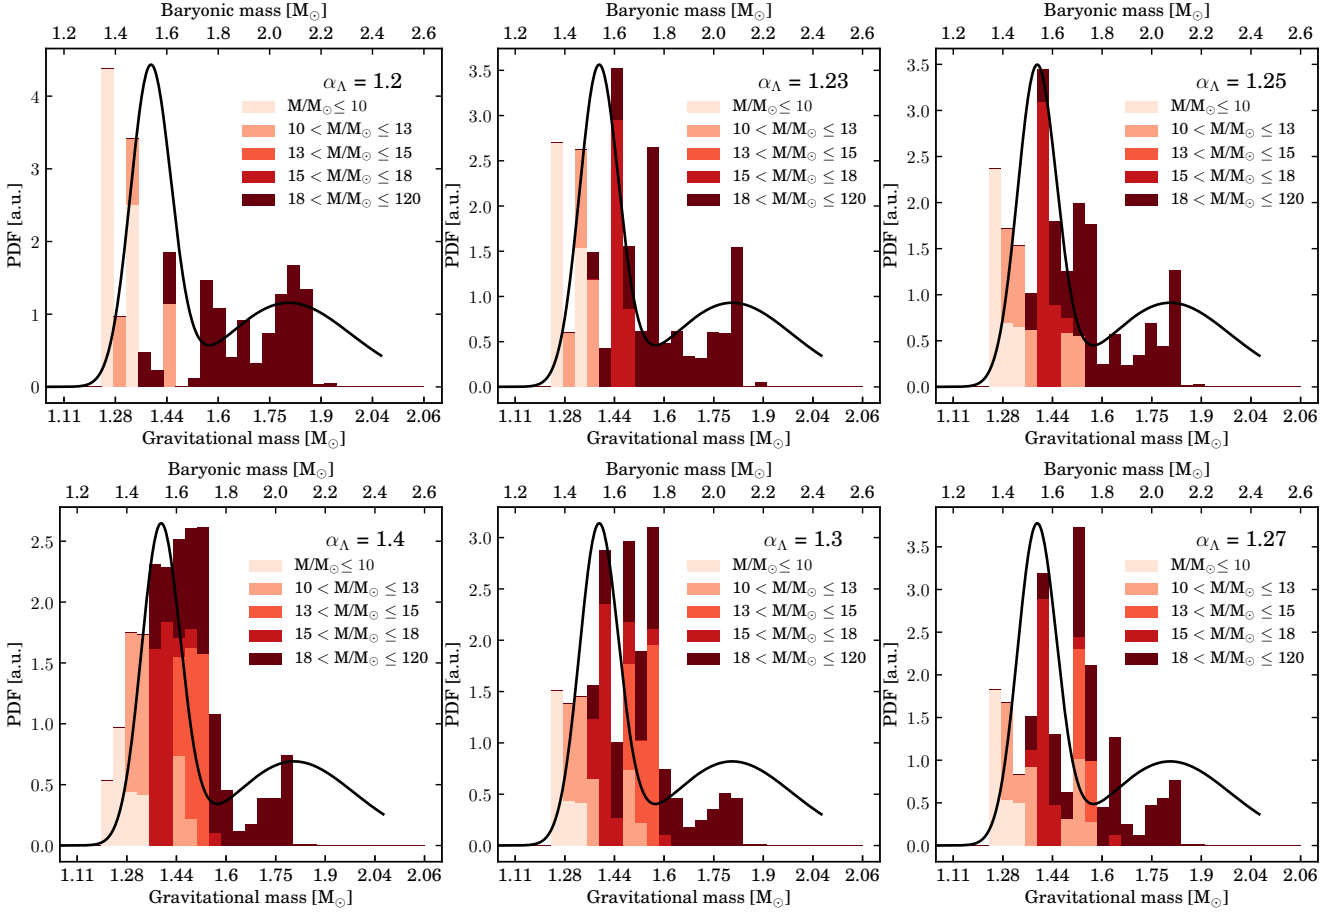 Baryonic mass [M☉] Baryonic mass [M☉] Baryonic mass [M☉]
1.2 1.4 1.6 1.8 2.0 2.2 2.4 2.6 1.2 1.4 1.6 1.8 2.0 2.2 2.4 2.6 1.2 1.4 1.6 1.8 2.0 2.2 2.4 2.6
α_Λ = 1.2
M/M☉ ≤ 10
10 < M/M☉ ≤ 13
13 < M/M☉ ≤ 15
15 < M/M☉ ≤ 18
18 < M/M☉ ≤ 120
PDF [a.u.]
4
3
2
1
0
1.11 1.28 1.44 1.6 1.75 1.9 2.04 2.06
Gravitational mass [M☉]
α_Λ = 1.23
M/M☉ ≤ 10
10 < M/M☉ ≤ 13
13 < M/M☉ ≤ 15
15 < M/M☉ ≤ 18
18 < M/M☉ ≤ 120
PDF [a.u.]
3.5
3.0
2.5
2.0
1.5
1.0
0.5
0.0
1.11 1.28 1.44 1.6 1.75 1.9 2.04 2.06
Gravitational mass [M☉]
α_Λ = 1.25
M/M☉ ≤ 10
10 < M/M☉ ≤ 13
13 < M/M☉ ≤ 15
15 < M/M☉ ≤ 18
18 < M/M☉ ≤ 120
PDF [a.u.]
3.5
3.0
2.5
2.0
1.5
1.0
0.5
0.0
1.11 1.28 1.44 1.6 1.75 1.9 2.04 2.06
Gravitational mass [M☉]
Baryonic mass [M☉] Baryonic mass [M☉] Baryonic mass [M☉]
1.2 1.4 1.6 1.8 2.0 2.2 2.4 2.6 1.2 1.4 1.6 1.8 2.0 2.2 2.4 2.6 1.2 1.4 1.6 1.8 2.0 2.2 2.4 2.6
α_Λ = 1.4
M/M☉ ≤ 10
10 < M/M☉ ≤ 13
13 < M/M☉ ≤ 15
15 < M/M☉ ≤ 18
18 < M/M☉ ≤ 120
PDF [a.u.]
2.5
2.0
1.5
1.0
0.5
0.0
1.11 1.28 1.44 1.6 1.75 1.9 2.04 2.06
Gravitational mass [M☉]
α_Λ = 1.3
M/M☉ ≤ 10
10 < M/M☉ ≤ 13
13 < M/M☉ ≤ 15
15 < M/M☉ ≤ 18
18 < M/M☉ ≤ 120
PDF [a.u.]
3.0
2.5
2.0
1.5
1.0
0.5
0.0
1.11 1.28 1.44 1.6 1.75 1.9 2.04 2.06
Gravitational mass [M☉]
α_Λ = 1.27
M/M☉ ≤ 10
10 < M/M☉ ≤ 13
13 < M/M☉ ≤ 15
15 < M/M☉ ≤ 18
18 < M/M☉ ≤ 120
PDF [a.u.]
3.5
3.0
2.5
2.0
1.5
1.0
0.5
0.0
1.11 1.28 1.44 1.6 1.75 1.9 2.04 2.06
Gravitational mass [M☉]